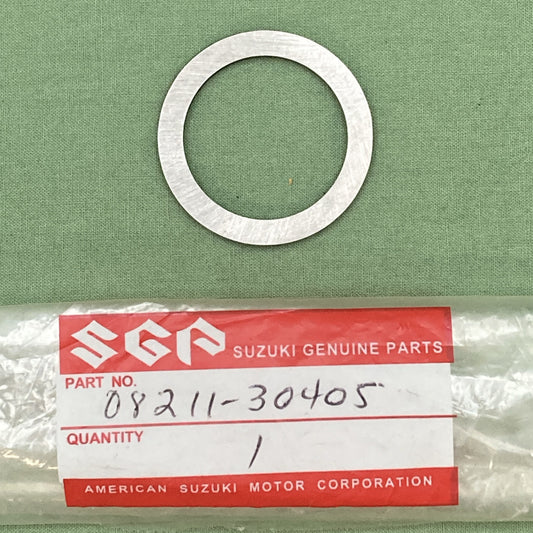 SGP SUZUKI GENUINE PARTS
PART NO. 08211-30405
QUANTITY 1
AMERICAN SUZUKI MOTOR CORPORATION